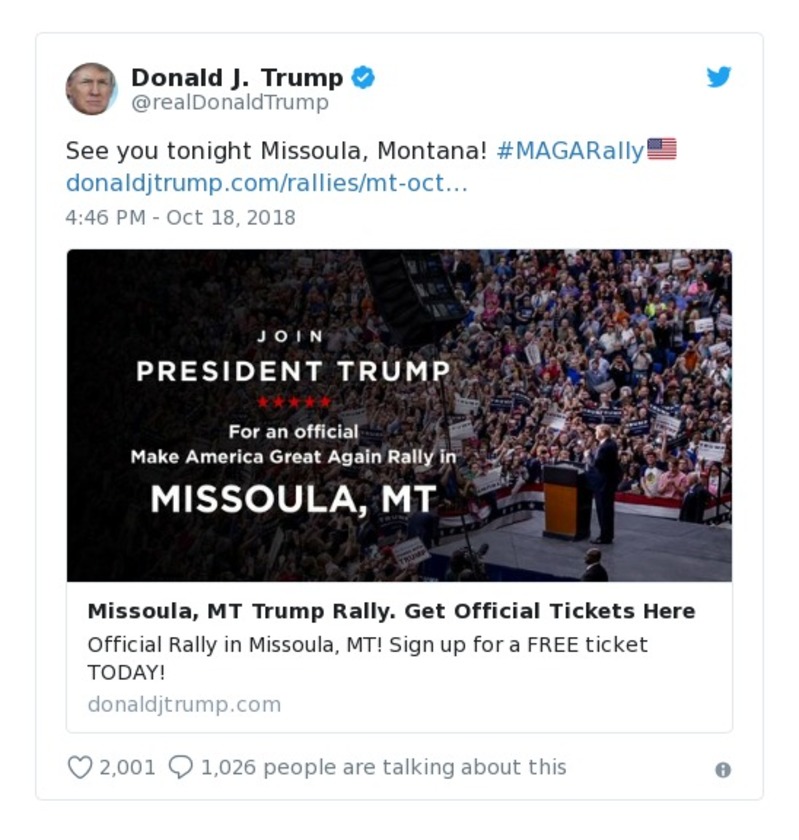 Donald J. Trump
@realDonaldTrump
See you tonight Missoula, Montana! #MAGARally
donaldjtrump.com/rallies/mt-oct…
4:46 PM - Oct 18, 2018
JOIN
PRESIDENT TRUMP
For an official
Make America Great Again Rally in
MISSOULA, MT
TRUMP
Missoula, MT Trump Rally. Get Official Tickets Here
Official Rally in Missoula, MT! Sign up for a FREE ticket
TODAY!
donaldjtrump.com
2,001 1,026 people are talking about this